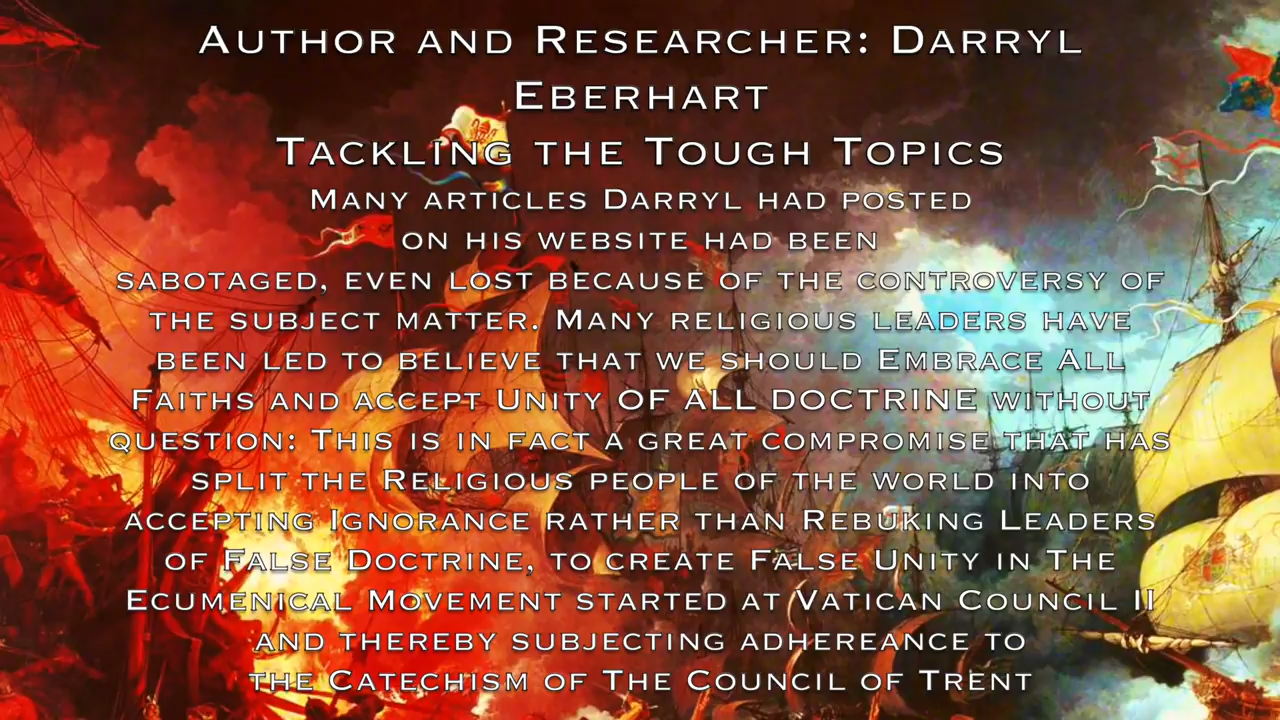 Author and Researcher: Darryl
Eberhart
Tackling the Tough Topics
Many articles Darryl had posted
on his website had been
sabotaged, even lost because of the controversy of
the subject matter. Many religious leaders have
been led to believe that we should Embrace All
Faiths and accept Unity OF ALL DOCTRINE without
question: This is in fact a great compromise that has
split the Religious people of the world into
accepting Ignorance rather than Rebuking Leaders
of False Doctrine, to create False Unity in The
Ecumenical Movement started at Vatican Council II
and thereby subjecting adhereance to
the Catechism of The Council of Trent